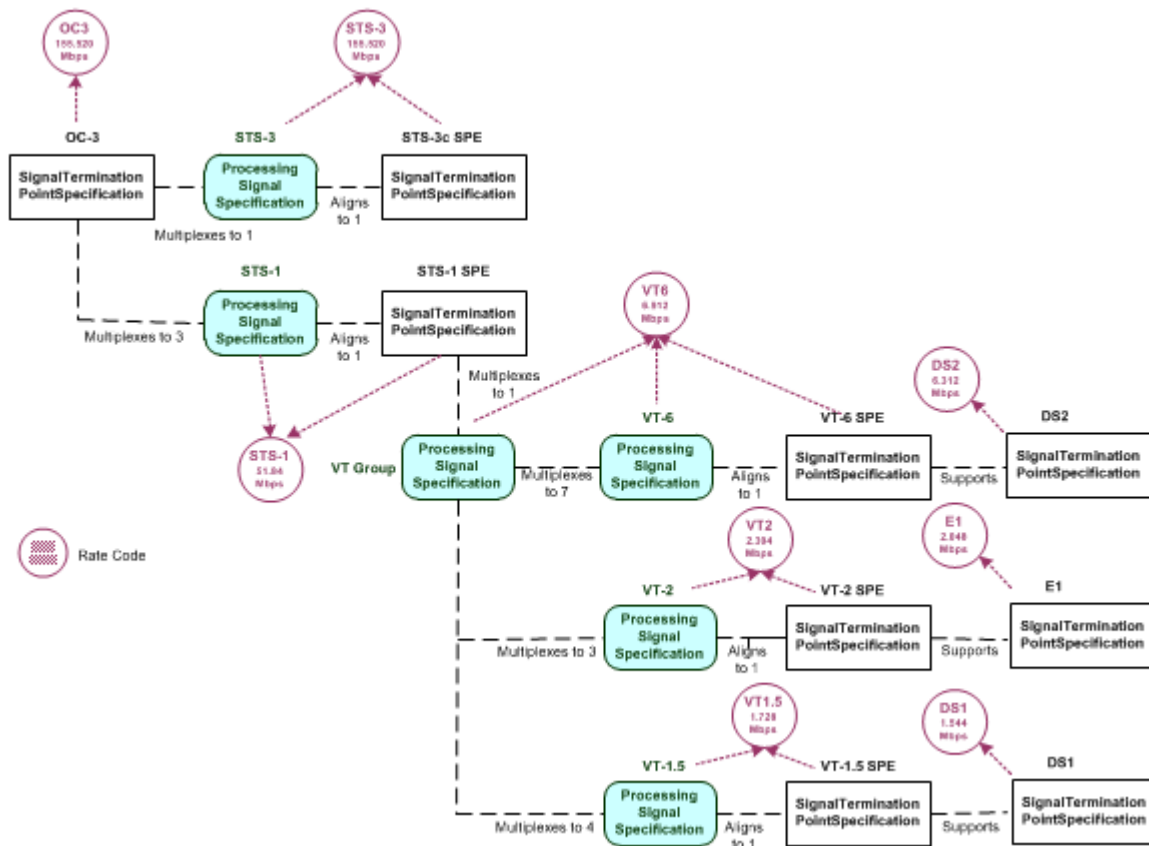 OC3
155.520
Mbps
STS-3
155.520
Mbps
OC-3
STS-3
STS-3c SPE
SignalTermination
PointSpecification
Processing
Signal
Specification
Aligns
to 1
SignalTermination
PointSpecification
Multiplexes to 1
STS-1
STS-1 SPE
VT6
6.912
Mbps
Multiplexes to 3
Processing
Signal
Specification
Aligns
to 1
SignalTermination
PointSpecification
Multiplexes
to 1
DS2
6.312
Mbps
STS-1
51.84
Mbps
VT-6
VT-6 SPE
DS2
VT Group
Processing
Signal
Specification
Multiplexes
to 7
Processing
Signal
Specification
Aligns
to 1
SignalTermination
PointSpecification
Supports
SignalTermination
PointSpecification
Rate Code
VT2
2.304
Mbps
E1
2.048
Mbps
VT-2
VT-2 SPE
E1
Multiplexes to 3
Processing
Signal
Specification
Aligns
to 1
SignalTermination
PointSpecification
Supports
SignalTermination
PointSpecification
VT1.5
1.728
Mbps
DS1
1.544
Mbps
VT-1.5
VT-1.5 SPE
DS1
Multiplexes to 4
Processing
Signal
Specification
Aligns
to 1
SignalTermination
PointSpecification
Supports
SignalTermination
PointSpecification